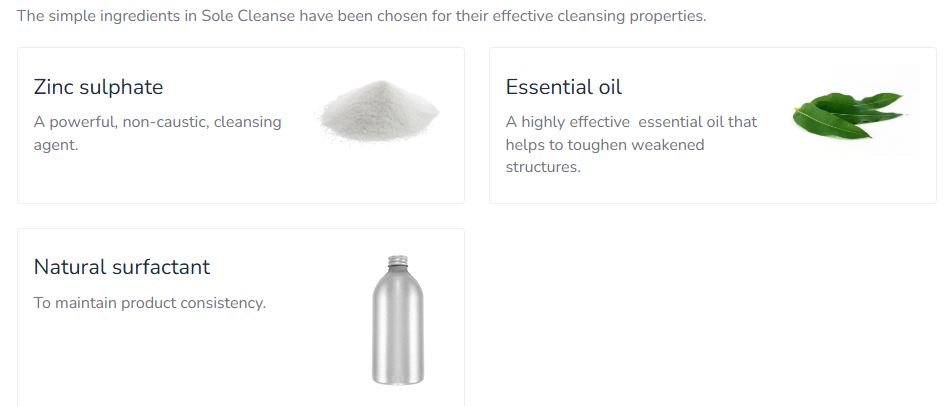 The simple ingredients in Sole Cleanse have been chosen for their effective cleansing properties.
Zinc sulphate
A powerful, non-caustic, cleansing
agent.
Essential oil
A highly effective  essential oil that
helps to toughen weakened
structures.
Natural surfactant
To maintain product consistency.